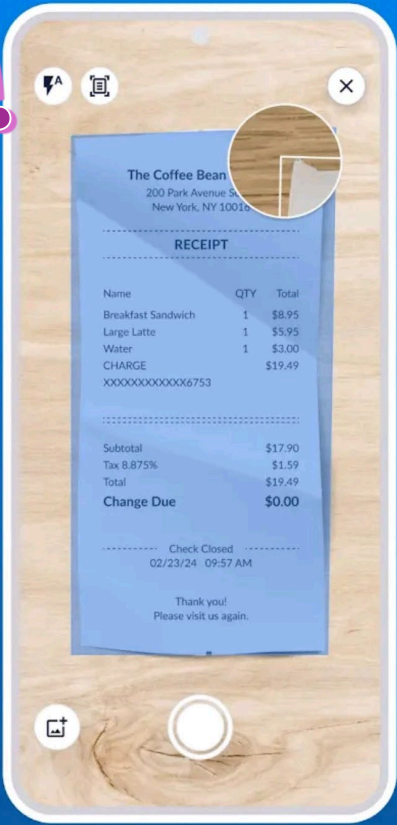 A
The Coffee Bean
200 Park Avenue
New York, NY 10016
RECEIPT
Name QTY Total
Breakfast Sandwich 1 $8.95
Large Latte 1 $5.95
Water 1 $3.00
CHARGE $19.49
XXXXXXXXXXXX6753
Subtotal $17.90
Tax 8.875% $1.59
Total $19.49
Change Due $0.00
Check Closed
02/23/24 09:57 AM
Thank you!
Please visit us again.